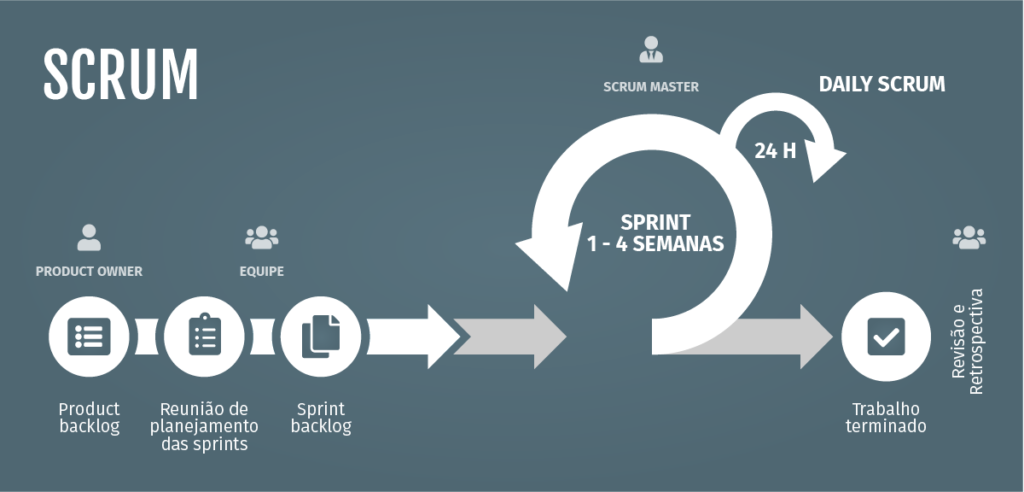 SCRUM
SCRUM MASTER
DAILY SCRUM
24 H
SPRINT
1 - 4 SEMANAS
PRODUCT OWNER
EQUIPE
Product
backlog
Reunião de
planejamento
das sprints
Sprint
backlog
Trabalho
terminado
Revisão e
Retrospectiva